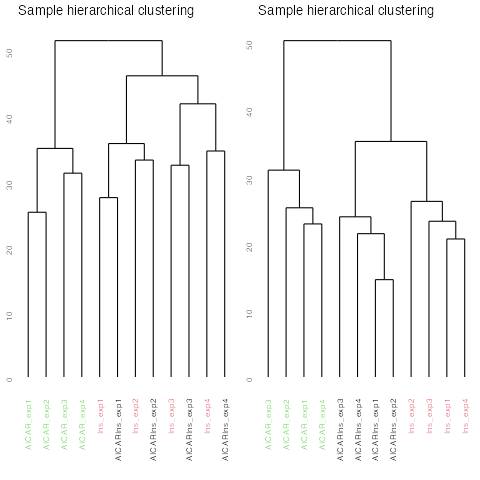 Sample hierarchical clustering
50
40
30
20
10
0
AICAR_exp1
AICAR_exp2
AICAR_exp3
AICAR_exp4
Ins_exp1
AICARIns_exp1
Ins_exp2
AICARIns_exp2
Ins_exp3
AICARIns_exp3
Ins_exp4
AICARIns_exp4
Sample hierarchical clustering
50
40
30
20
10
0
AICAR_exp3
AICAR_exp2
AICAR_exp1
AICAR_exp4
AICARIns_exp3
AICARIns_exp4
AICARIns_exp1
AICARIns_exp2
Ins_exp2
Ins_exp3
Ins_exp1
Ins_exp4